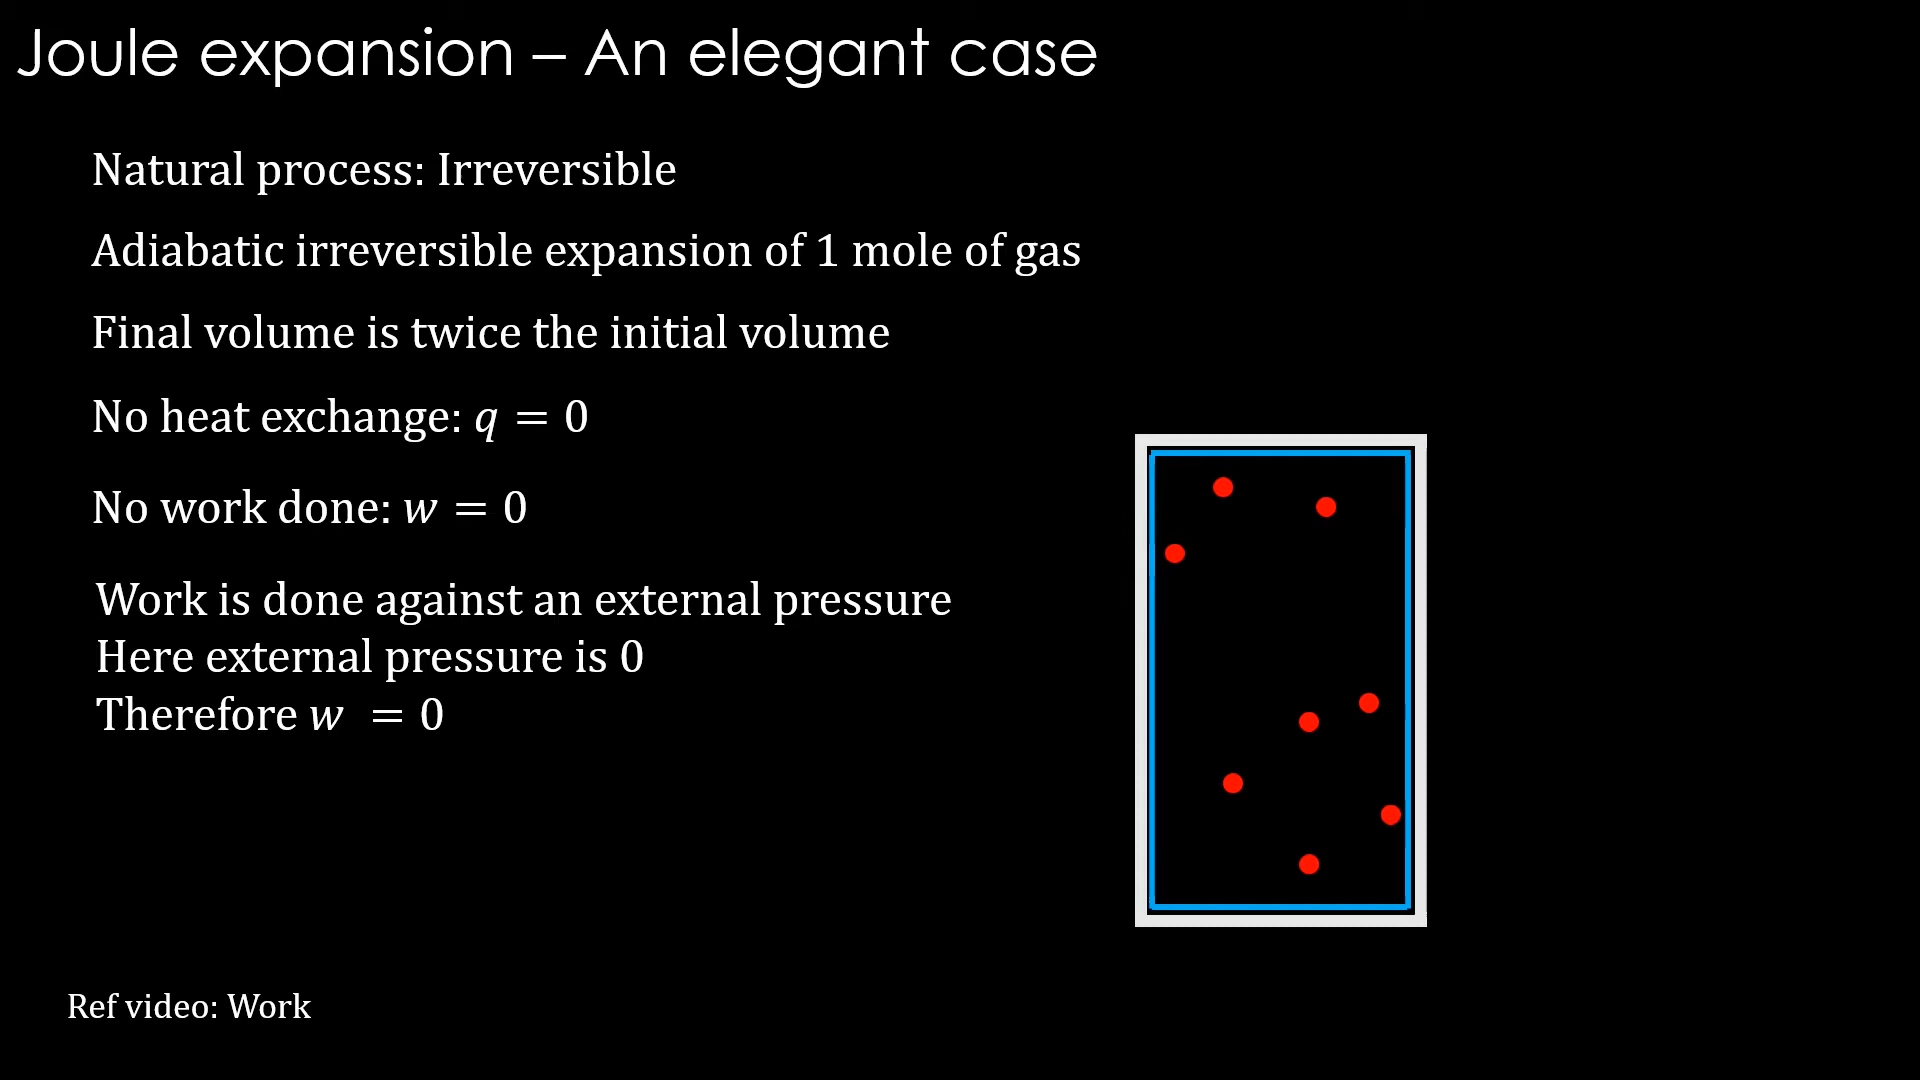 Joule expansion – An elegant case
Natural process: Irreversible
Adiabatic irreversible expansion of 1 mole of gas
Final volume is twice the initial volume
No heat exchange: q = 0
No work done: w = 0
Work is done against an external pressure
Here external pressure is 0
Therefore w = 0
Ref video: Work